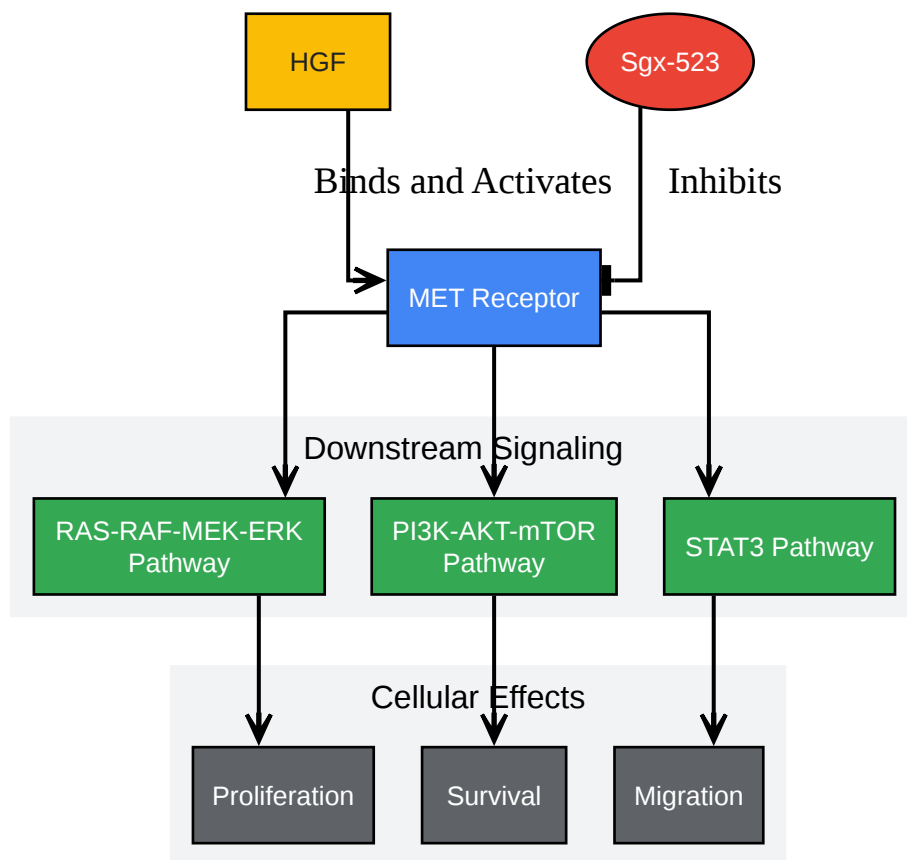 HGF
Sgx-523
Binds and Activates
Inhibits
MET Receptor
Downstream Signaling
RAS-RAF-MEK-ERK
Pathway
PI3K-AKT-mTOR
Pathway
STAT3 Pathway
Cellular Effects
Proliferation
Survival
Migration